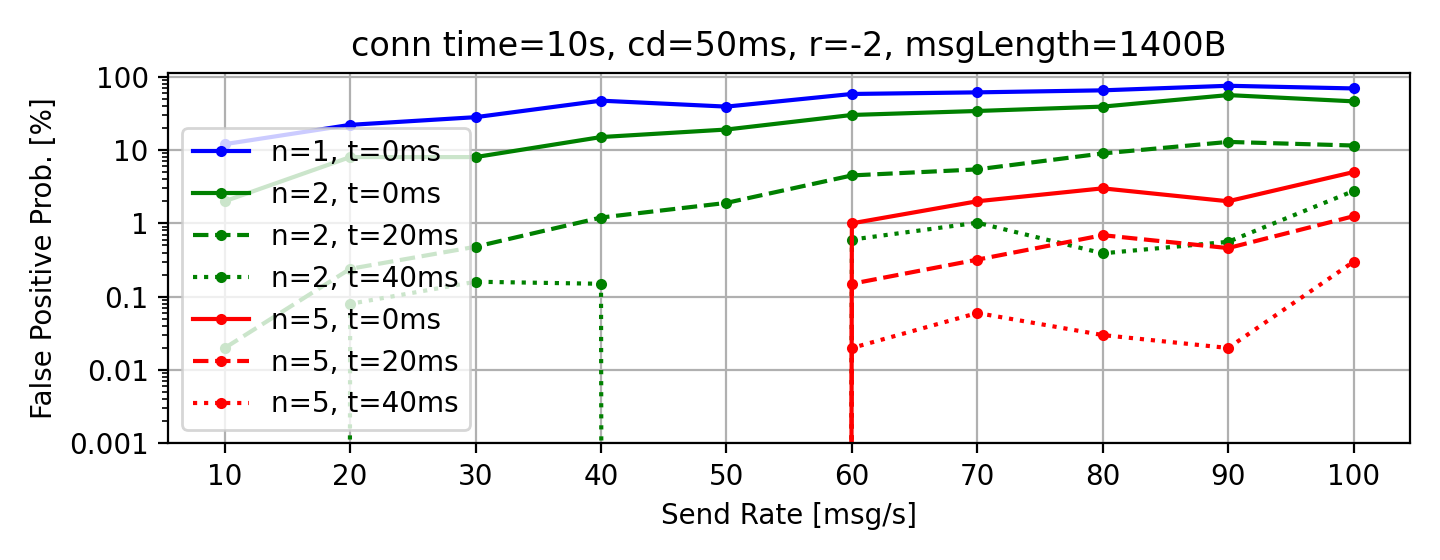 conn time=10s, cd=50ms, r=-2, msgLength=1400B
False Positive Prob. [%]
100
10
1
0.1
0.01
0.001
n=1, t=0ms
n=2, t=0ms
n=2, t=20ms
n=2, t=40ms
n=5, t=0ms
n=5, t=20ms
n=5, t=40ms
10 20 30 40 50 60 70 80 90 100
Send Rate [msg/s]